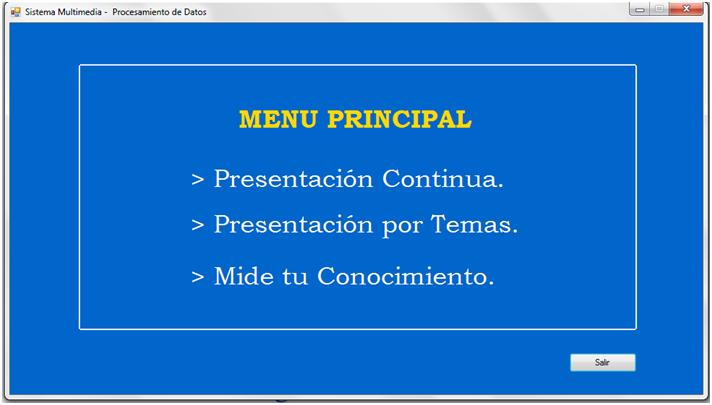 Sistema Multimedia - Procesamiento de Datos
MENU PRINCIPAL
> Presentación Continua.
> Presentación por Temas.
> Mide tu Conocimiento.
Salir